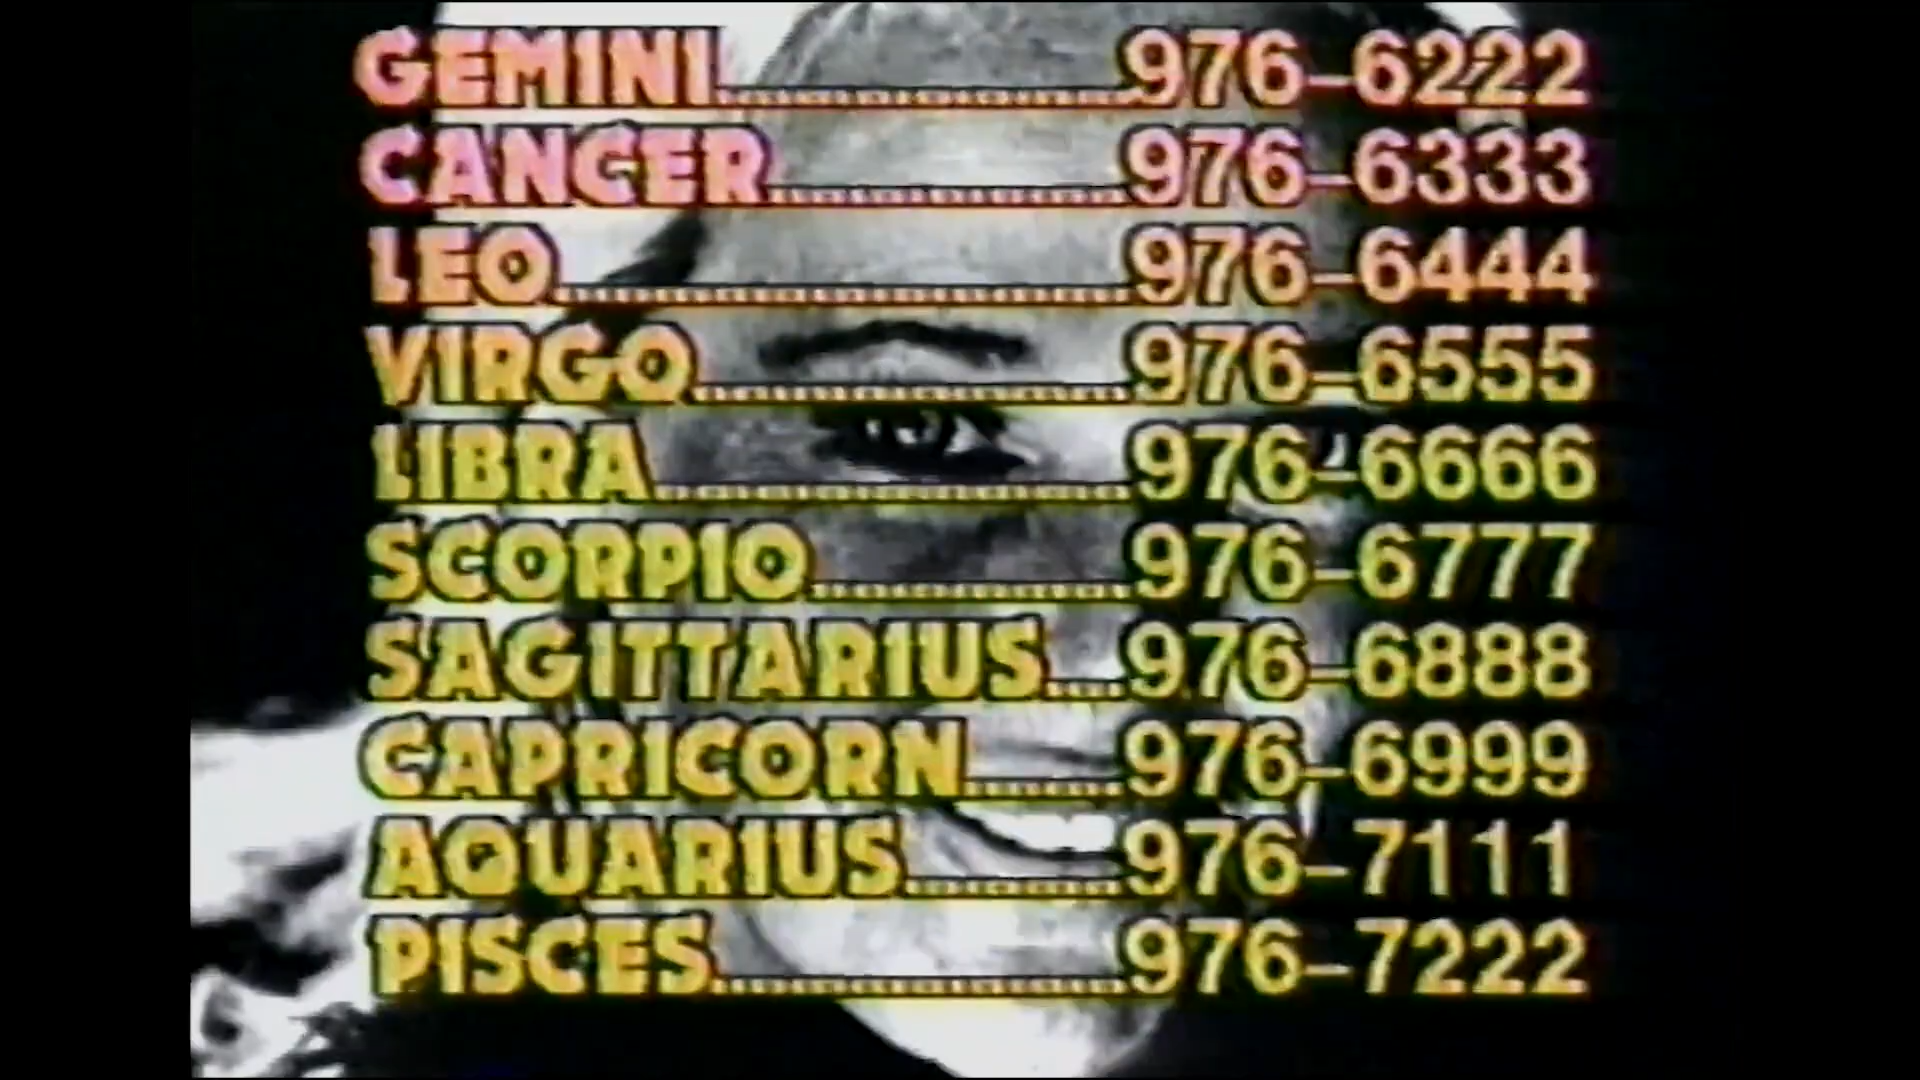 GEMINI........................976-6222
CANCER.....................976-6333
LEO..................................976-6444
VIRGO..........................976-6555
LIBRA............................976-6666
SCORPIO...................976-6777
SAGITTARIUS.....976-6888
CAPRICORN.........976-6999
AQUARIUS.............976-7111
PISCES........................976-7222